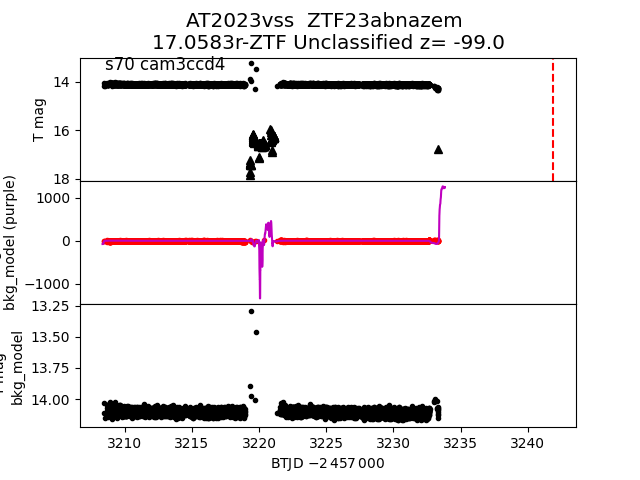 AT2023vss ZTF23abnazem
17.0583r-ZTF Unclassified z= -99.0
s70 cam3ccd4
14
16
18
T mag
1000
0
−1000
bkg_model (purple)
13.25
13.50
13.75
14.00
mag
bkg_model
3210 3215 3220 3225 3230 3235 3240
BTJD −2 457 000